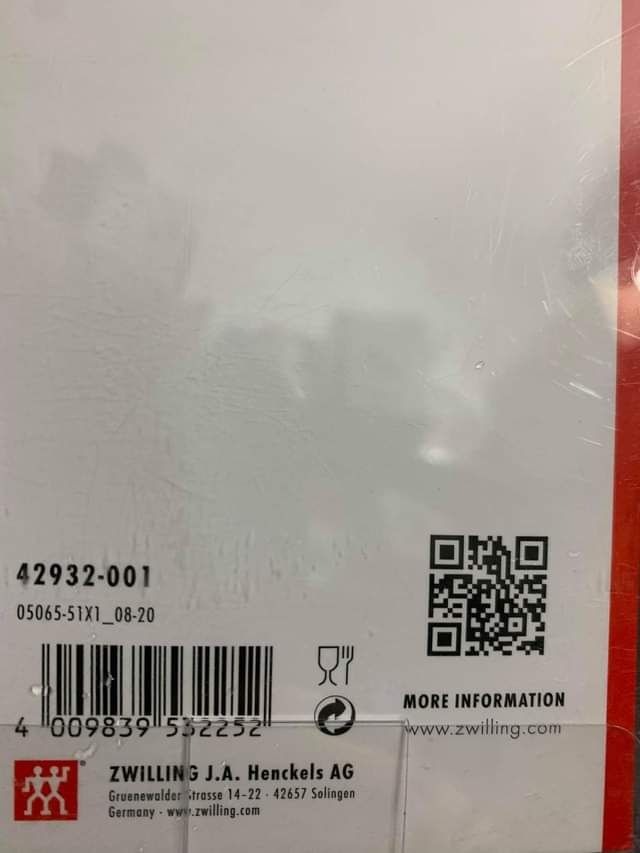 42932-001
05065-51X1_08-20
4 009839 532252
MORE INFORMATION
www.zwilling.com
ZWILLING J.A. Henckels AG
Gruenewalder Strasse 14-22 · 42657 Solingen
Germany · www.zwilling.com